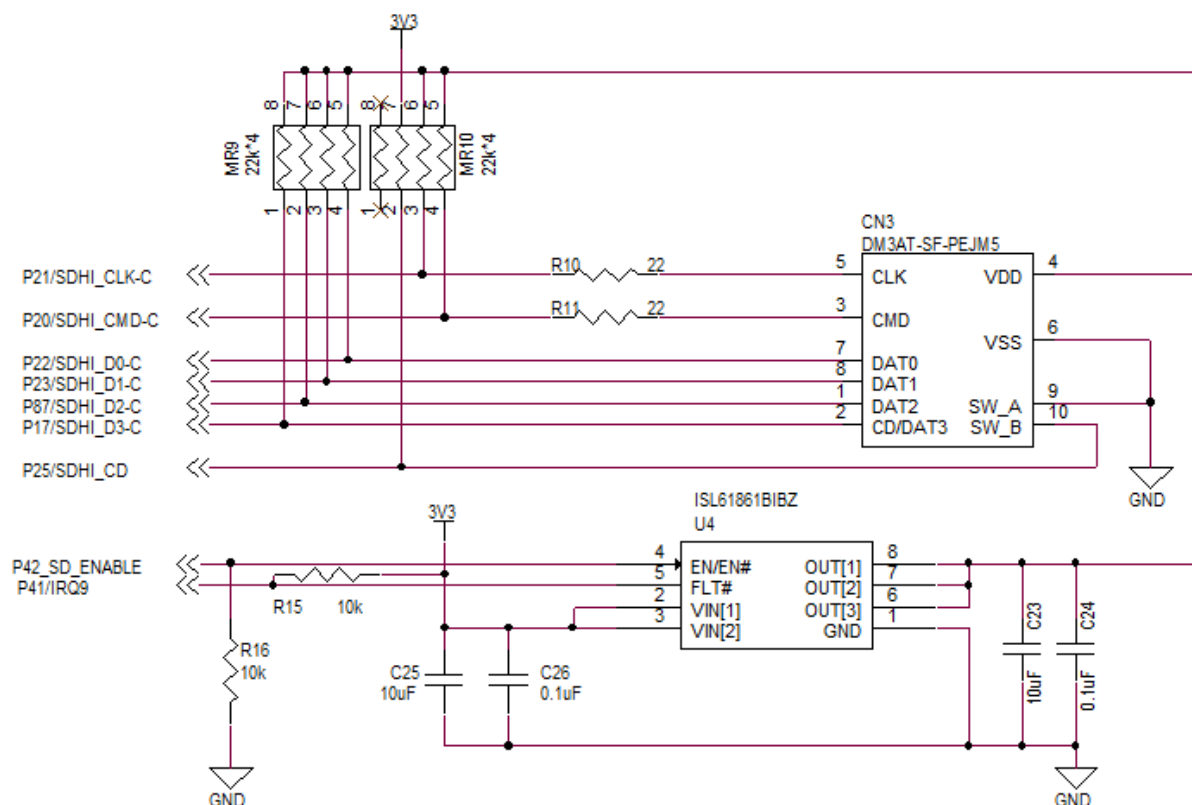 3V3
8 7 6 5
8 7 6 5
MR9
22k*4
MR10
22k*4
1 2 3 4
1 2 3 4
CN3
DM3AT-SF-PEJM5
P21/SDHI_CLK-C
R10 22
5 CLK VDD 4
P20/SDHI_CMD-C
R11 22
3 CMD
VSS 6
P22/SDHI_D0-C
7 DAT0
P23/SDHI_D1-C
8 DAT1
P87/SDHI_D2-C
1 DAT2 SW_A 9
P17/SDHI_D3-C
2 CD/DAT3 SW_B 10
P25/SDHI_CD
GND
ISL61861BIBZ
U4
3V3
P42_SD_ENABLE
4 EN/EN# OUT[1] 8
P41/IRQ9
5 FLT# OUT[2] 7
R15 10k
2 VIN[1] OUT[3] 6
3 VIN[2] GND 1
R16
10k
C25
10uF
C26
0.1uF
C23
10uF
C24
0.1uF
GND
GND